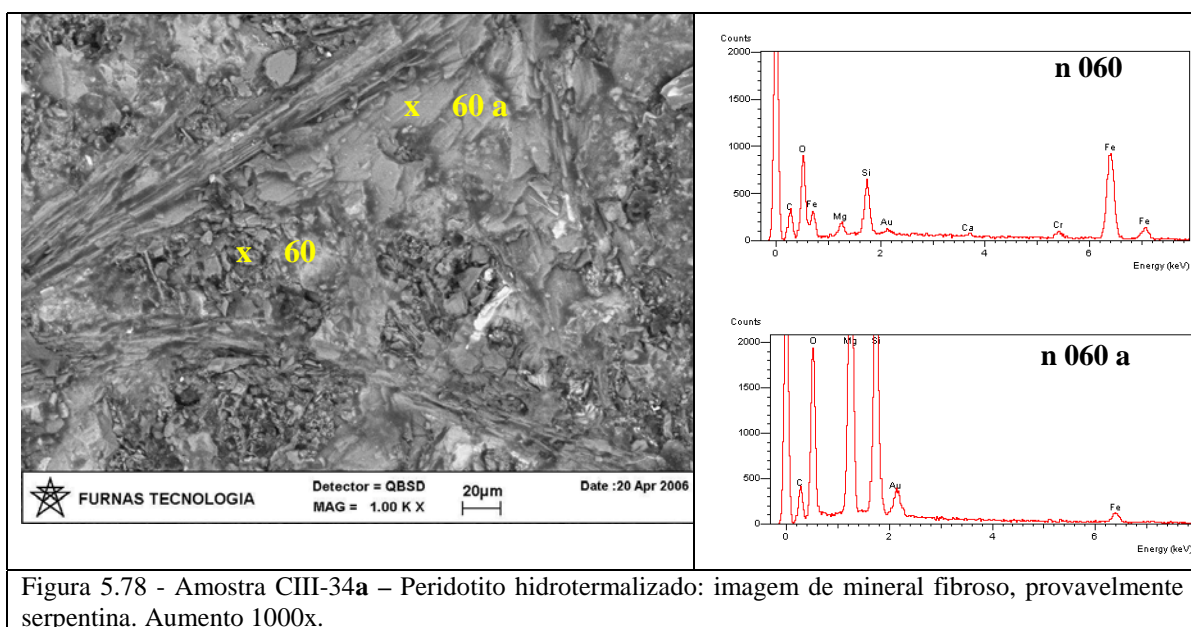 x 60 a
x 60
FURNAS TECNOLOGIA
Detector = QBSD
MAG = 1.00 K X
20µm
Date :20 Apr 2006
Counts
n 060
2000
1500
1000
500
0
C
O
Fe
Mg
Si
Au
Ca
Cr
Fe
Fe
0 2 4 6
Energy (keV)
Counts
n 060 a
2000
1500
1000
500
0
C
O
Mg
Si
Au
Fe
0 2 4 6
Energy (keV)
Figura 5.78 - Amostra CIII-34a – Peridotito hidrotermalizado: imagem de mineral fibroso, provavelmente
serpentina. Aumento 1000x.